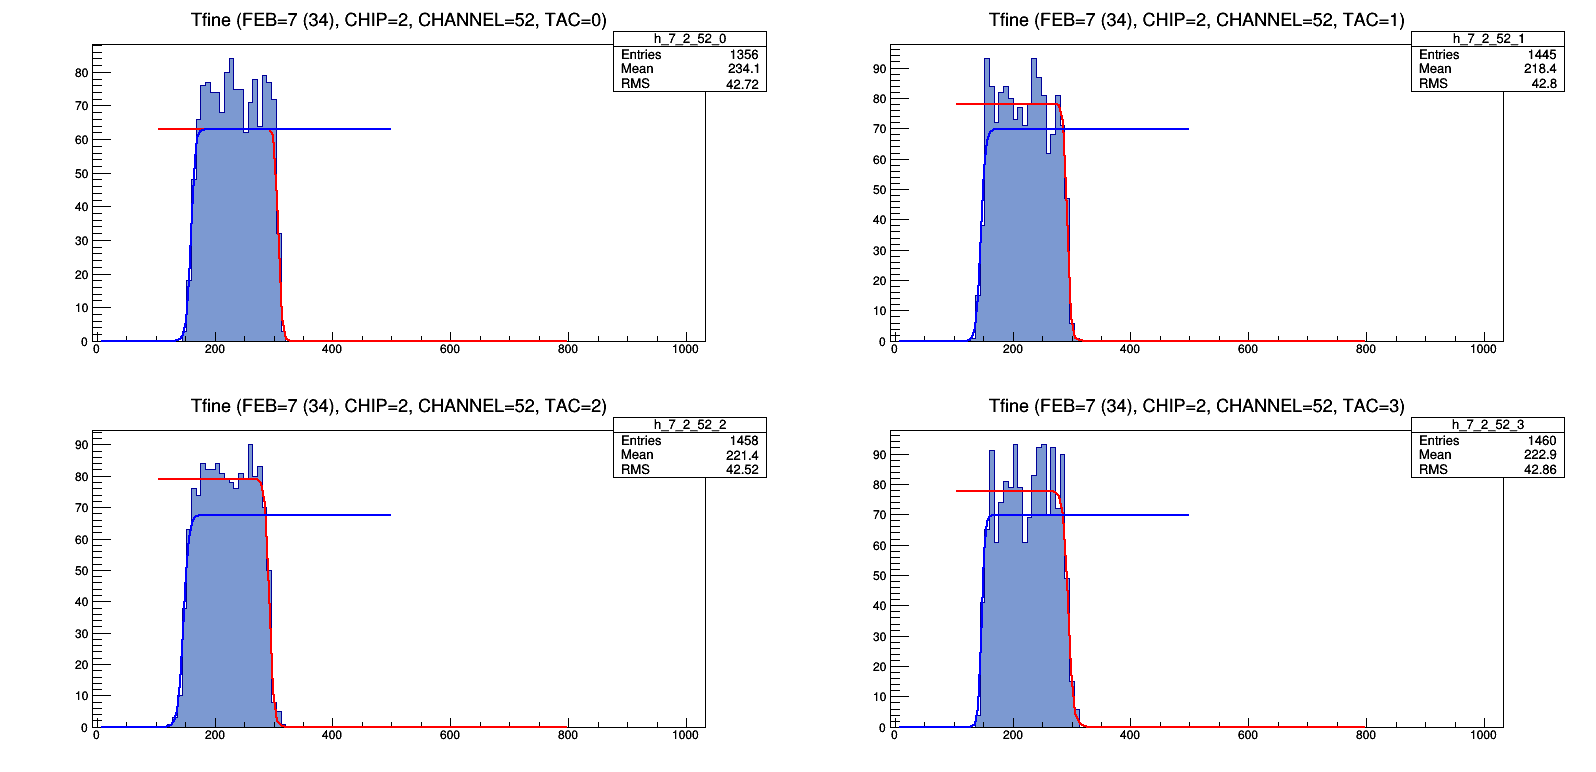 Tfine (FEB=7 (34), CHIP=2, CHANNEL=52, TAC=0)
h_7_2_52_0
Entries 1356
Mean 234.1
RMS 42.72
80
70
60
50
40
30
20
10
0
0 200 400 600 800 1000
Tfine (FEB=7 (34), CHIP=2, CHANNEL=52, TAC=1)
h_7_2_52_1
Entries 1445
Mean 218.4
RMS 42.8
90
80
70
60
50
40
30
20
10
0
0 200 400 600 800 1000
Tfine (FEB=7 (34), CHIP=2, CHANNEL=52, TAC=2)
h_7_2_52_2
Entries 1458
Mean 221.4
RMS 42.52
90
80
70
60
50
40
30
20
10
0
0 200 400 600 800 1000
Tfine (FEB=7 (34), CHIP=2, CHANNEL=52, TAC=3)
h_7_2_52_3
Entries 1460
Mean 222.9
RMS 42.86
90
80
70
60
50
40
30
20
10
0
0 200 400 600 800 1000